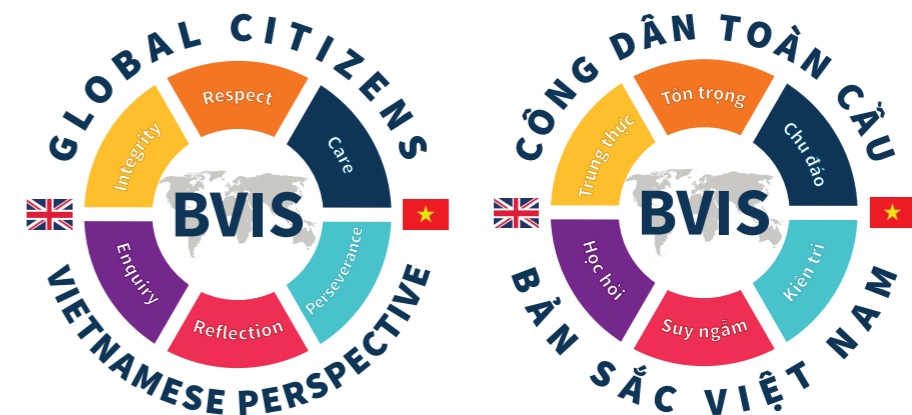 GLOBAL CITIZENS
Respect
Care
Perseverance
Reflection
Enquiry
Integrity
BVIS
VIETNAMESE PERSPECTIVE
CÔNG DÂN TOÀN CẦU
Tôn trọng
Chu đáo
Kiên trì
Suy ngẫm
Học hỏi
Trung thực
BVIS
BẢN SẮC VIỆT NAM